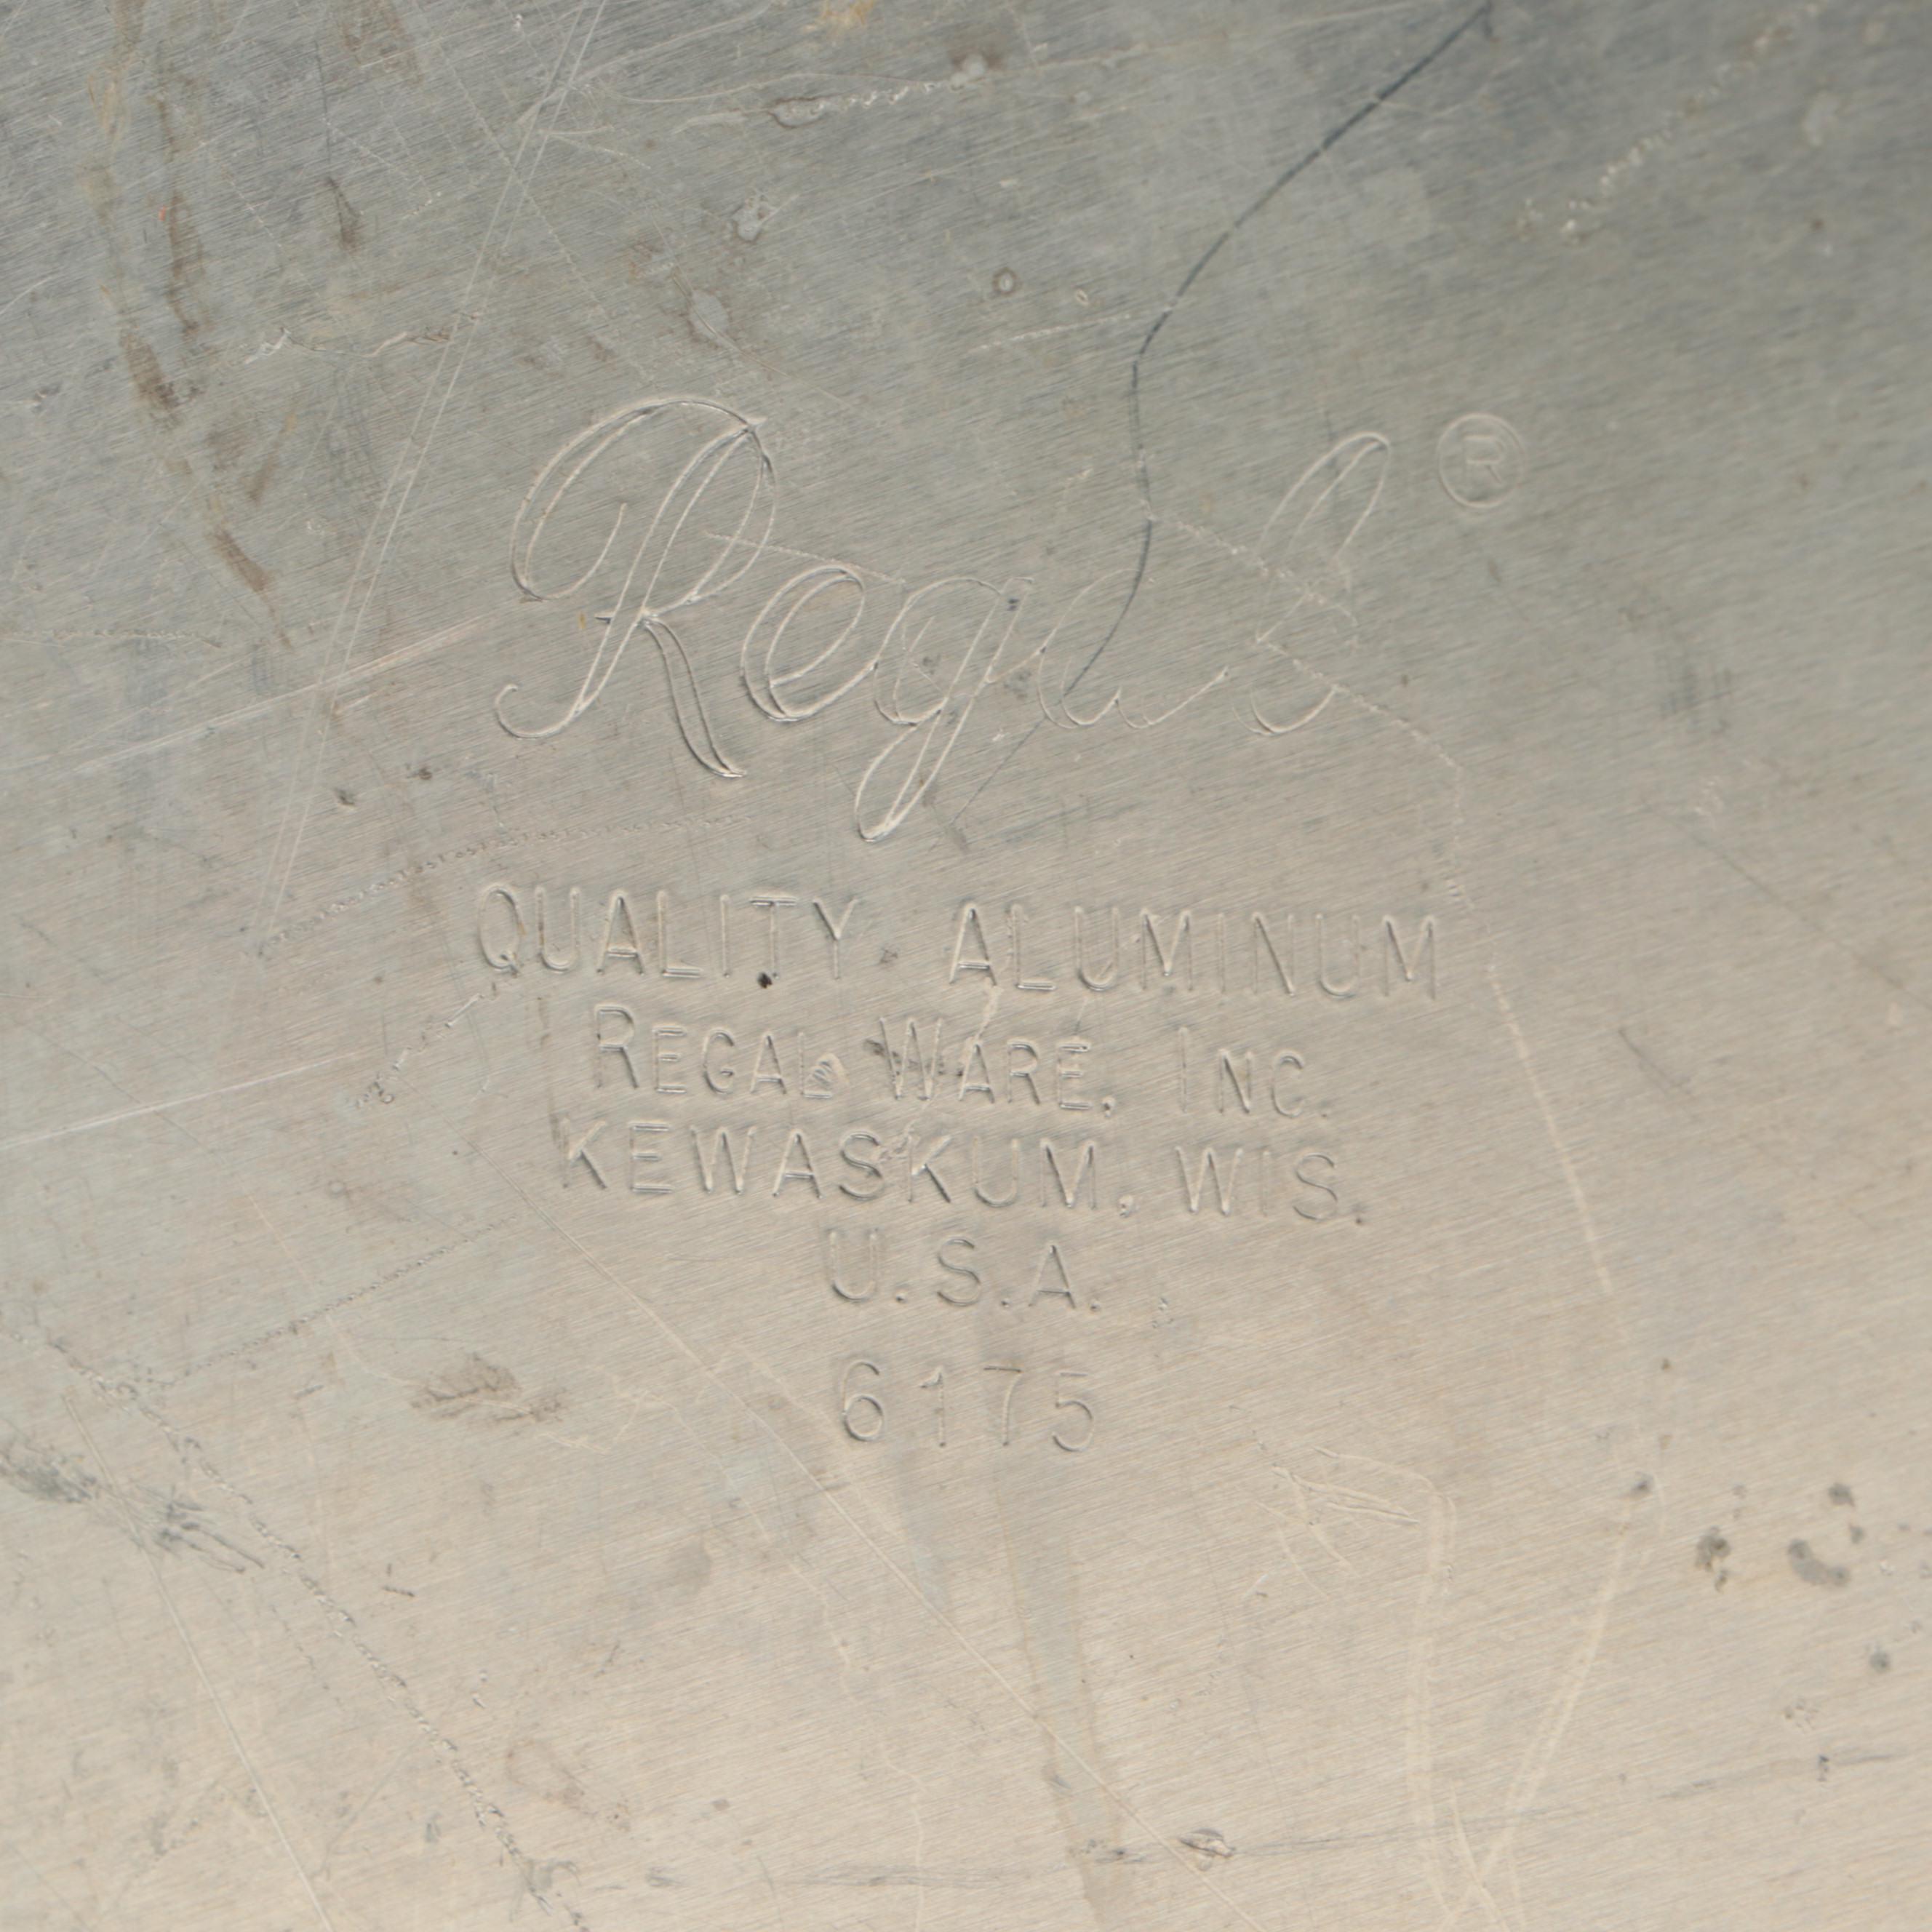 Regal ®
QUALITY ALUMINUM
REGAL WARE, INC.
KEWASKUM, WIS.
U.S.A.
6175